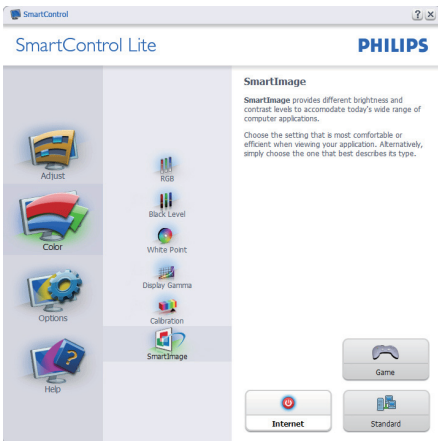 SmartControl
SmartControl Lite
PHILIPS
Adjust
Color
Options
Help
RGB
Black Level
White Point
Display Gamma
Calibration
SmartImage
SmartImage
SmartImage provides different brightness and
contrast levels to accomodate today's wide range of
computer applications.
Choose the setting that is most comfortable or
efficient when viewing your application. Alternatively,
simply choose the one that best describes its type.
Game
Internet
Standard